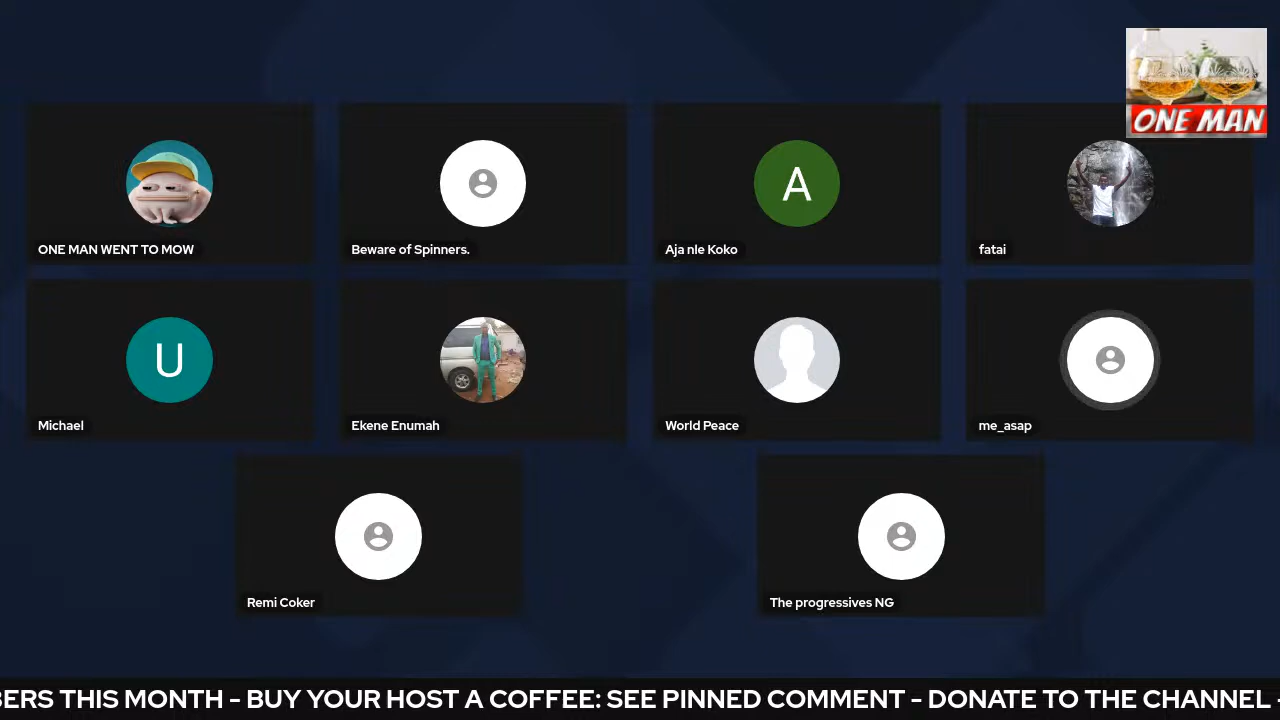 ONE MAN
ONE MAN WENT TO MOW
Beware of Spinners.
A
Aja nle Koko
fatai
U
Michael
Ekene Enumah
World Peace
me_asap
Remi Coker
The progressives NG
BERS THIS MONTH - BUY YOUR HOST A COFFEE: SEE PINNED COMMENT - DONATE TO THE CHANNEL -